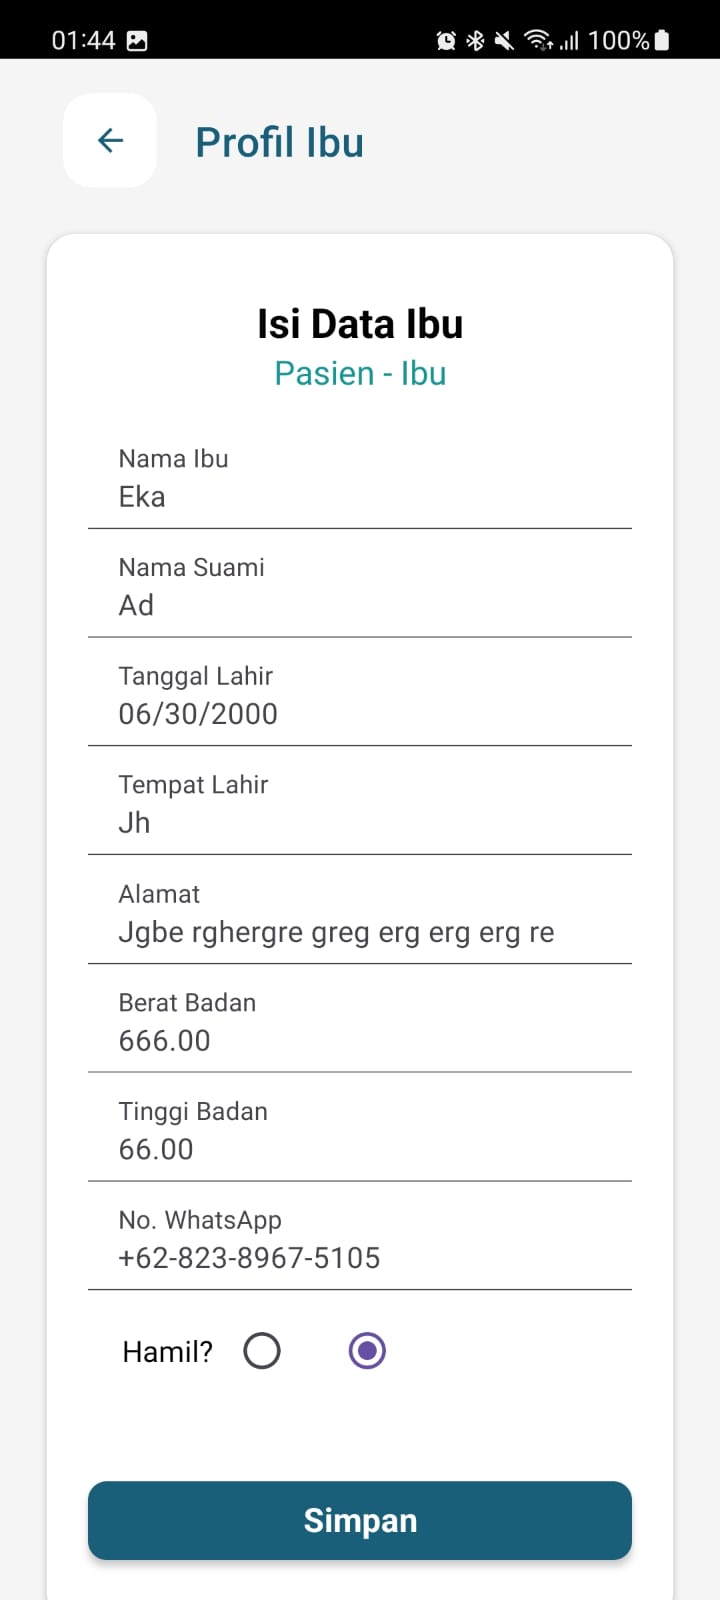 01:44
100%
Profil Ibu
Isi Data Ibu
Pasien - Ibu
Nama Ibu
Eka
Nama Suami
Ad
Tanggal Lahir
06/30/2000
Tempat Lahir
Jh
Alamat
Jgbe rghergre greg erg erg erg re
Berat Badan
666.00
Tinggi Badan
66.00
No. WhatsApp
+62-823-8967-5105
Hamil?
Simpan